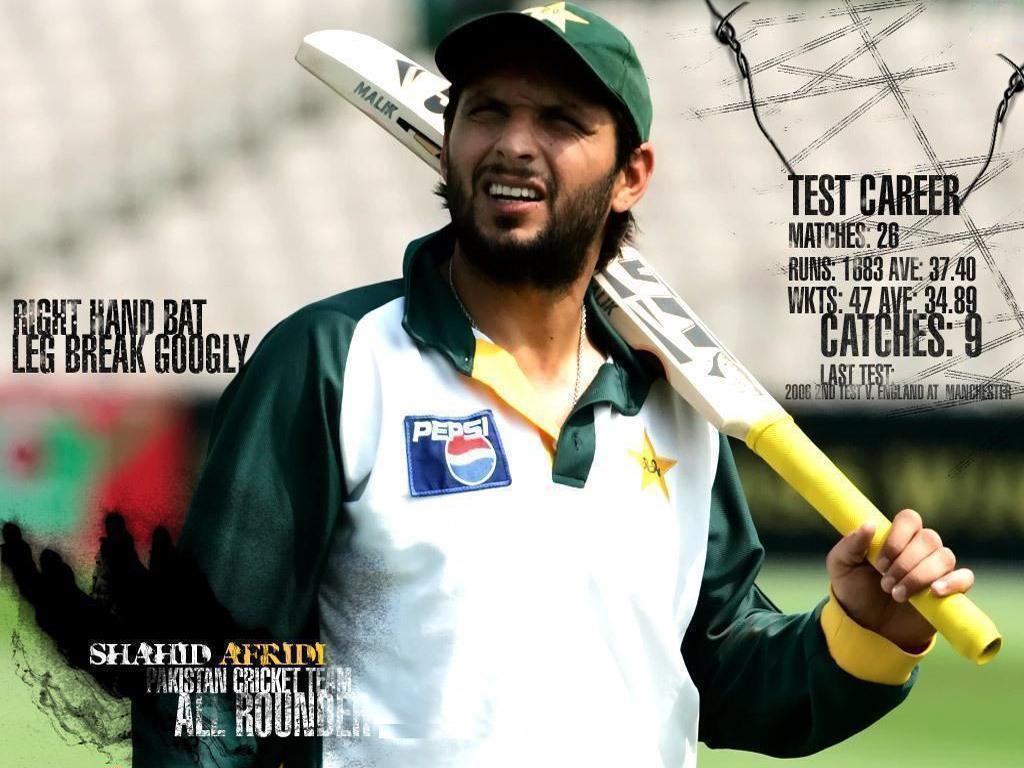 MALIK
TEST CAREER
MATCHES: 26
RUNS: 1683 AVE: 37.40
WKTS: 47 AVE: 34.89
CATCHES: 9
LAST TEST:
2006 2ND TEST V. ENGLAND AT MANCHESTER
RIGHT HAND BAT
LEG BREAK GOOGLY
PEPSI
SHAHID AFRIDI
PAKISTAN CRICKET TEAM
ALL ROUNDER